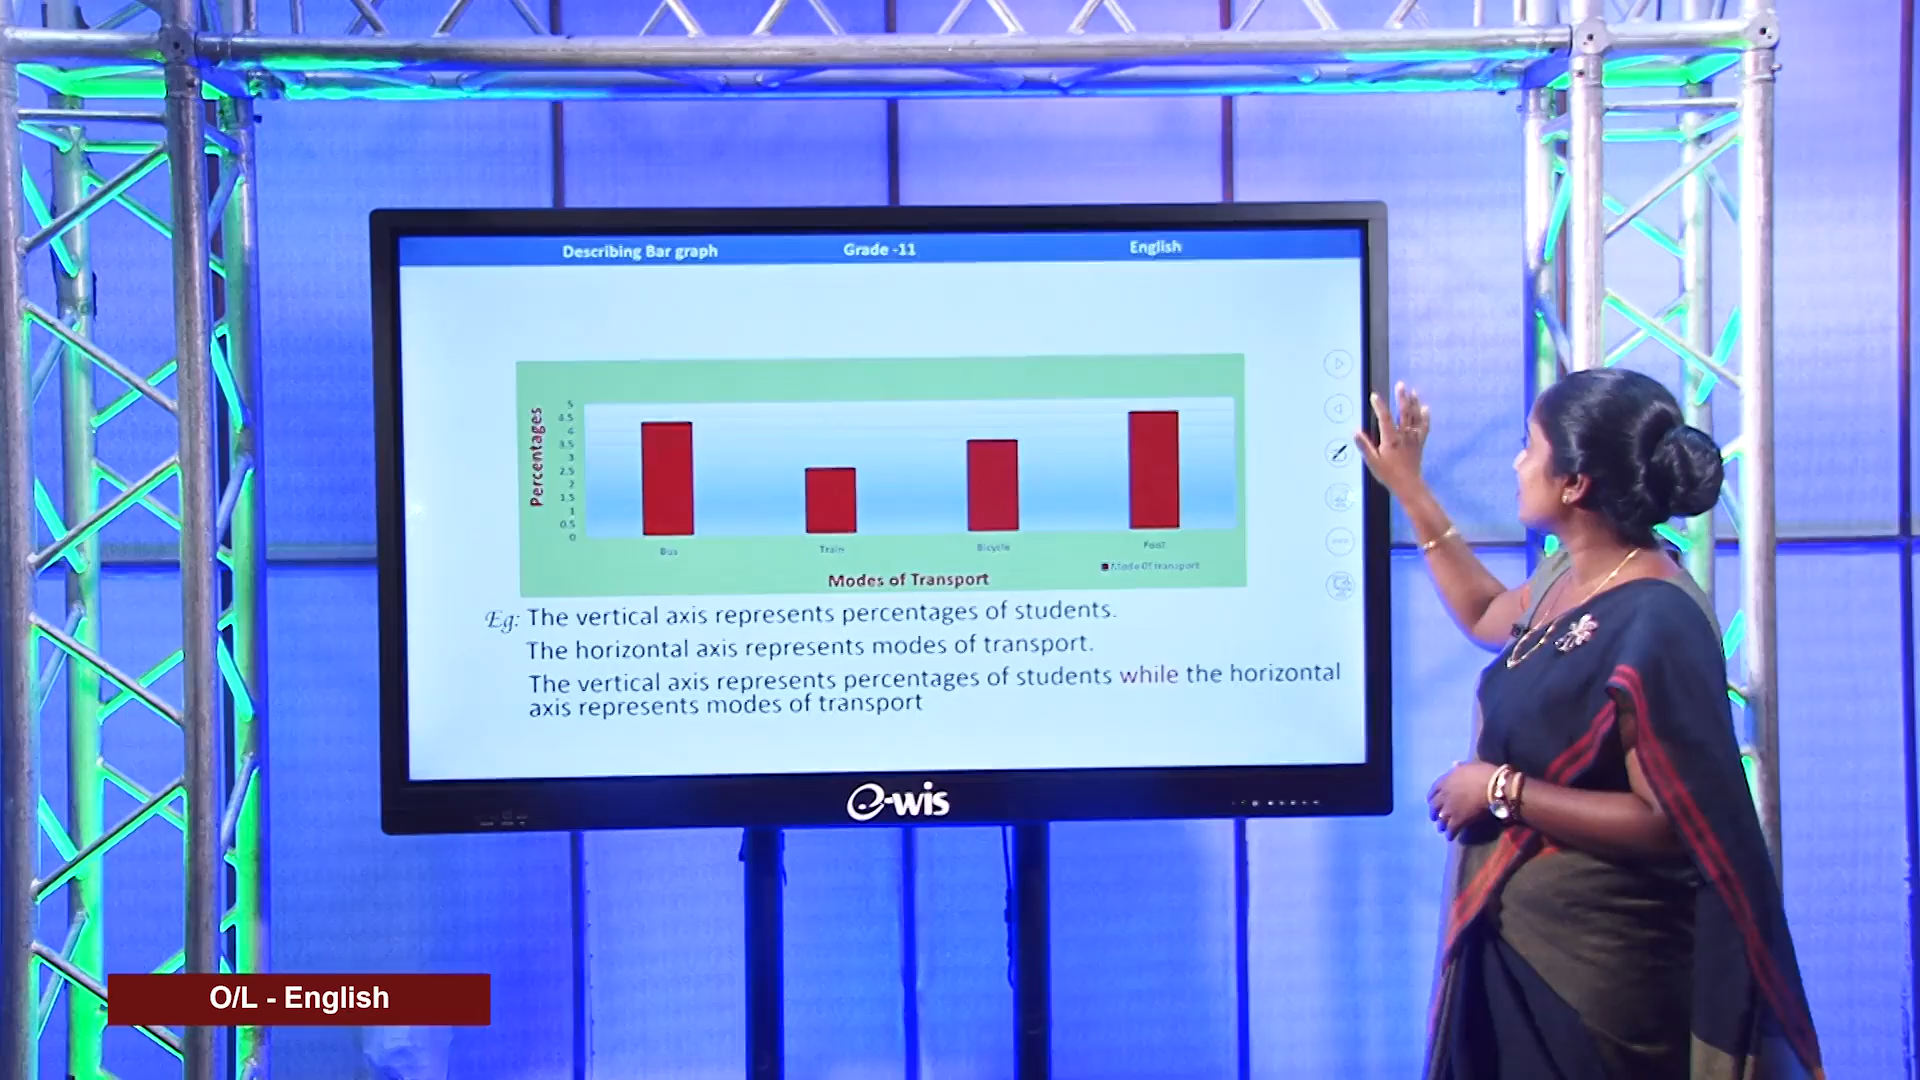 Describing Bar graph Grade -11 English
Percentages
5
4.5
4
3.5
3
2.5
2
1.5
1
0.5
0
Bus Train Bicycle Foot
Mode Of transport
Modes of Transport
Eg: The vertical axis represents percentages of students.
The horizontal axis represents modes of transport.
The vertical axis represents percentages of students while the horizontal
axis represents modes of transport
e-wis
O/L - English